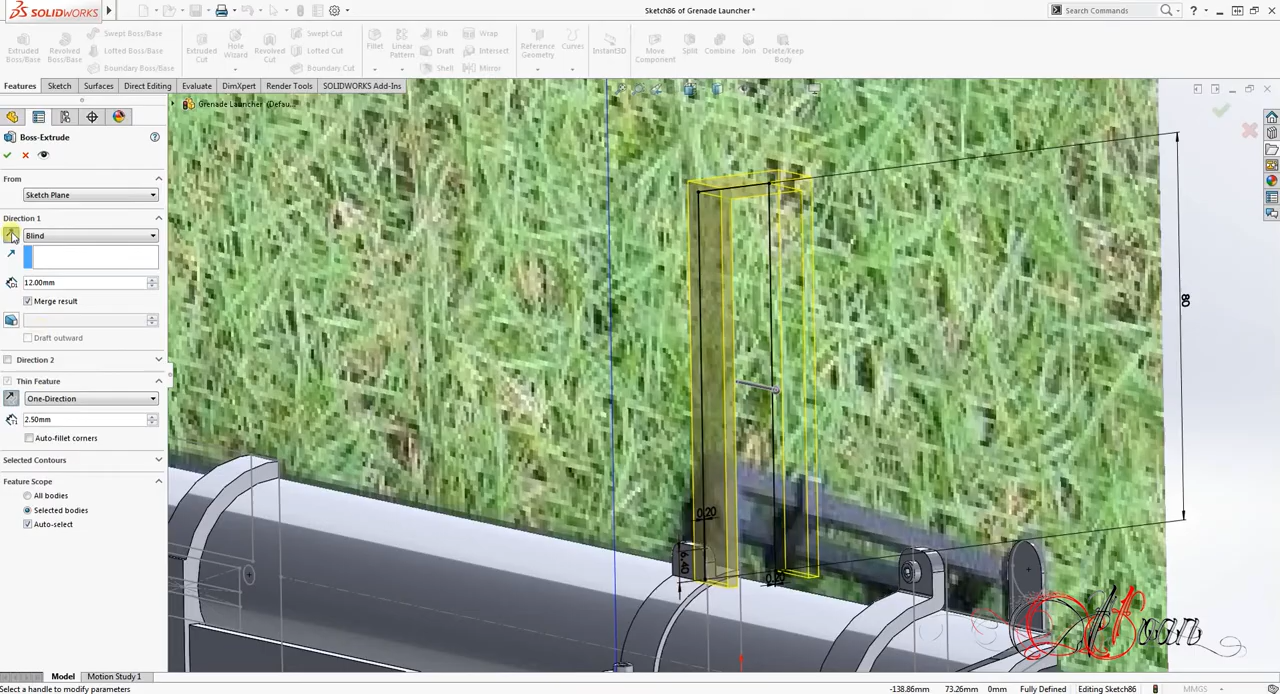 SOLIDWORKS
Sketch86 of Grenade Launcher *
Search Commands
Extruded Boss/Base
Revolved Boss/Base
Swept Boss/Base
Lofted Boss/Base
Boundary Boss/Base
Extruded Cut
Hole Wizard
Revolved Cut
Swept Cut
Lofted Cut
Boundary Cut
Fillet
Linear Pattern
Rib
Draft
Shell
Wrap
Intersect
Mirror
Reference Geometry
Curves
Instant3D
Move Component
Split
Combine
Join
Delete/Keep Body
Features
Sketch
Evaluate
Surfaces
Direct Editing
DimXpert
Render Tools
SOLIDWORKS Add-Ins
Grenade Launcher (Defau...
Boss-Extrude
From
Sketch Plane
Direction 1
Blind
12.00mm
Merge result
Draft outward
Direction 2
Thin Feature
One-Direction
2.50mm
Auto-fillet corners
Selected Contours
Feature Scope
All bodies
Selected bodies
Auto-select
80
0.20
6.40
0.20
Model
Motion Study 1
Select a handle to modify parameters
-138.86mm
73.26mm
0mm
Fully Defined
Editing Sketch86
MMGS